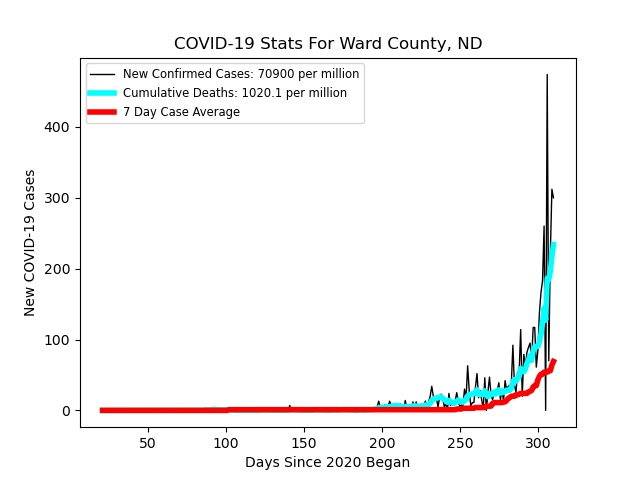 COVID-19 Stats For Ward County, ND
New Confirmed Cases: 70900 per million
Cumulative Deaths: 1020.1 per million
7 Day Case Average
New COVID-19 Cases
400
300
200
100
0
50 100 150 200 250 300
Days Since 2020 Began